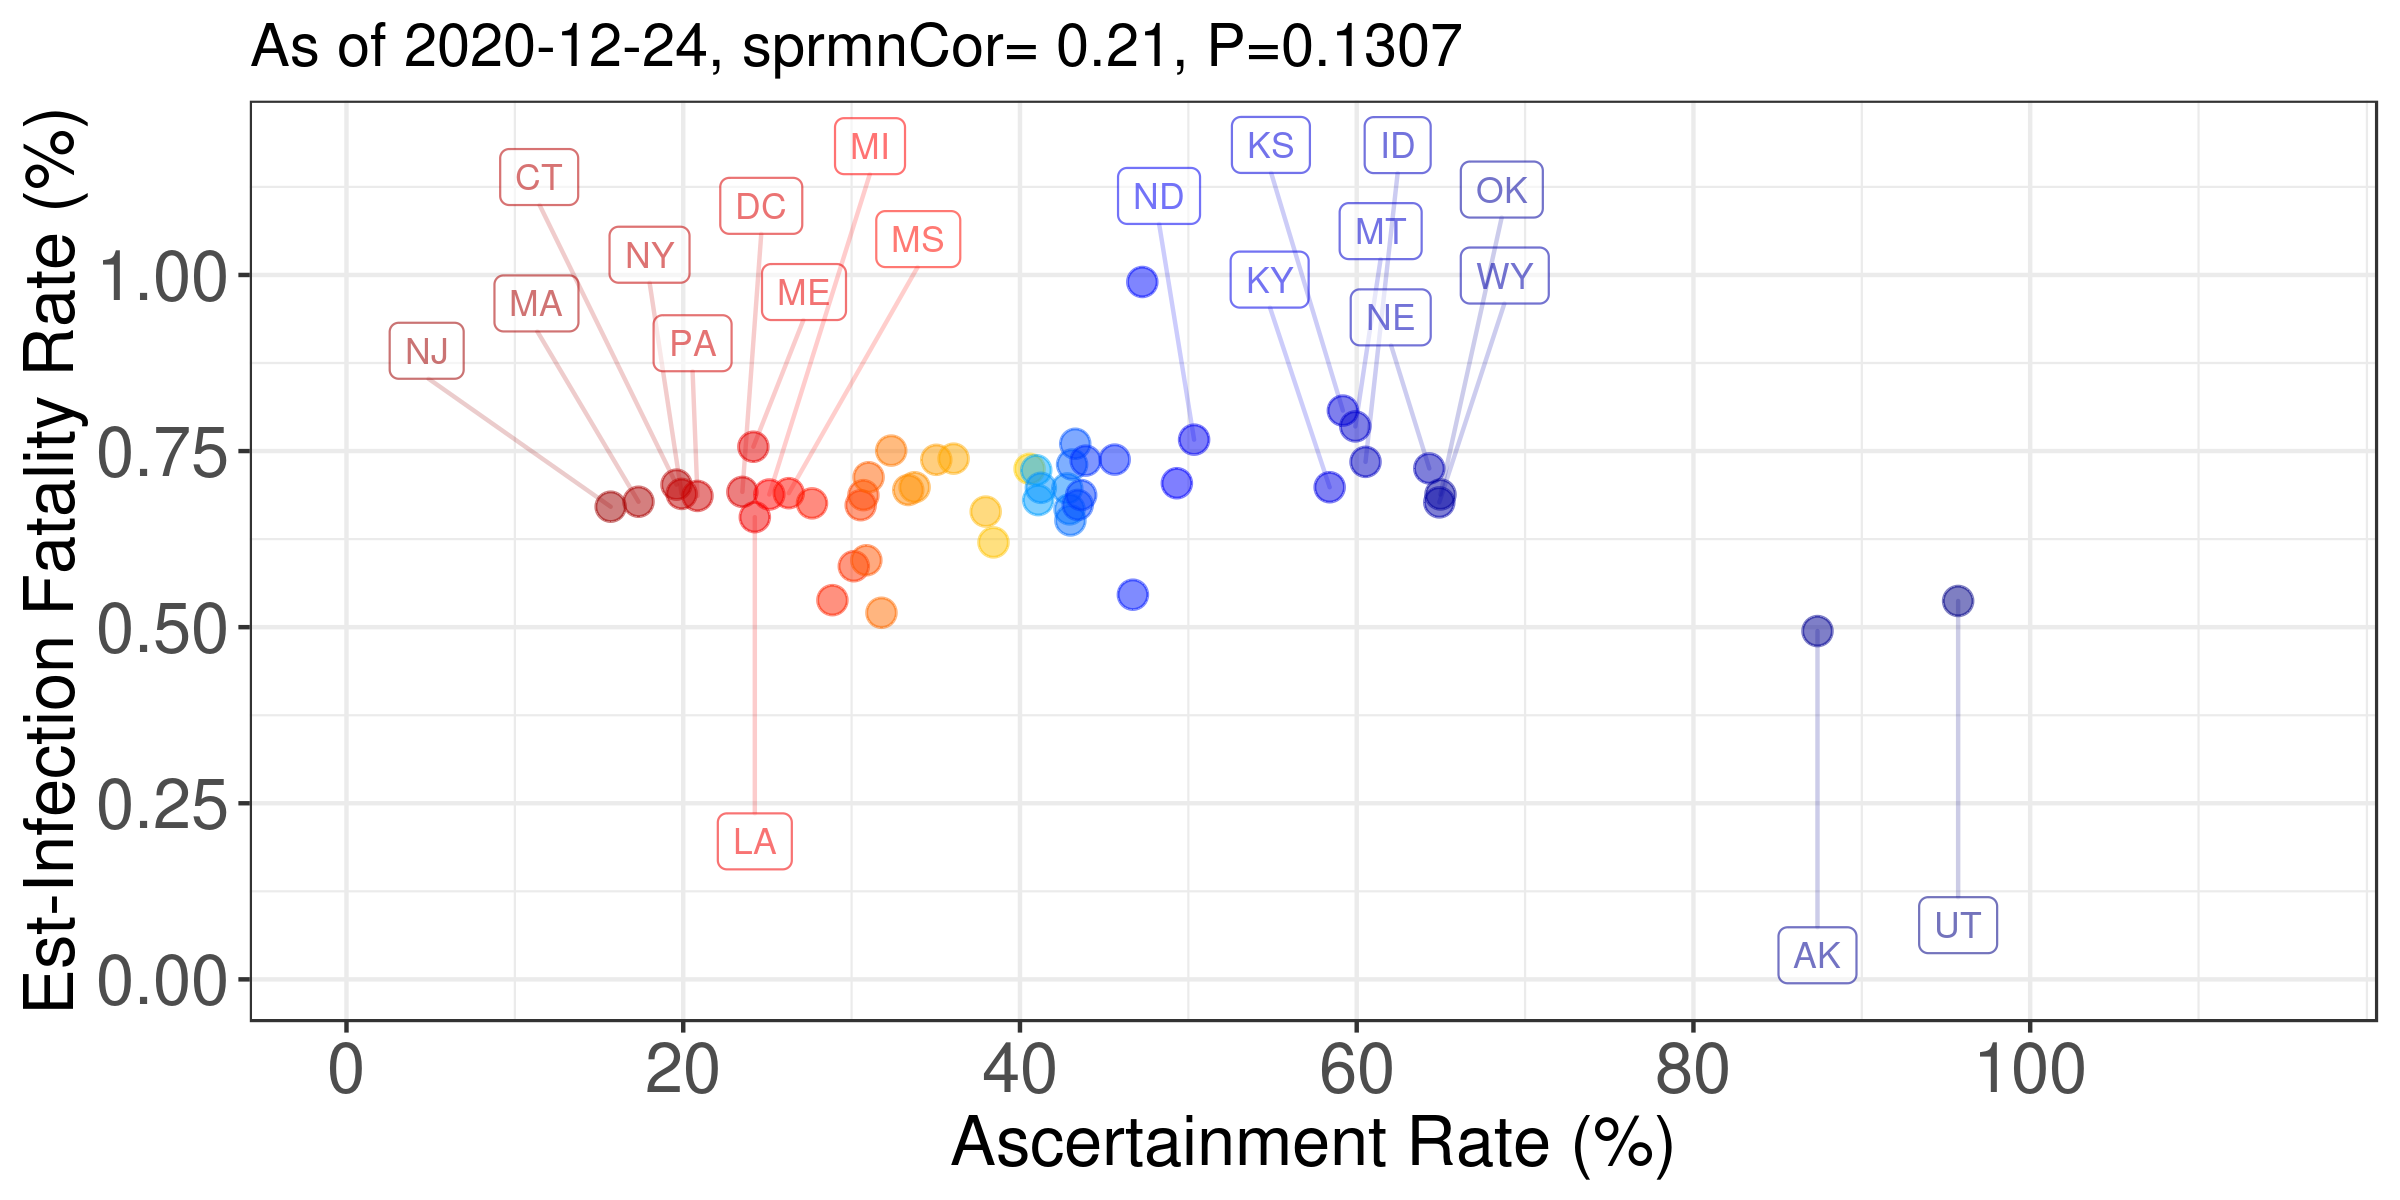 As of 2020-12-24, sprmnCor= 0.21, P=0.1307
Est-Infection Fatality Rate (%)
1.00
0.75
0.50
0.25
0.00
MI
KS
ID
CT
OK
ND
DC
MT
MS
NY
WY
KY
ME
MA
NE
PA
NJ
LA
UT
AK
0
20
40
60
80
100
Ascertainment Rate (%)